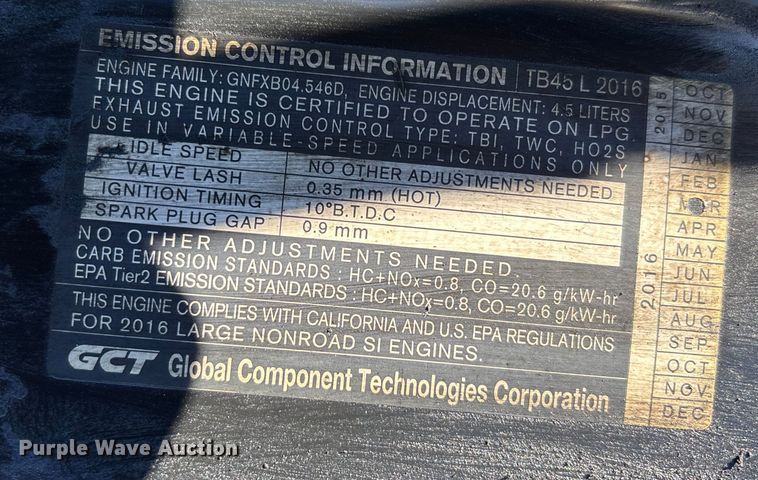 EMISSION CONTROL INFORMATION TB45 L 2016
ENGINE FAMILY: GNFXB04.546D, ENGINE DISPLACEMENT: 4.5 LITERS
THIS ENGINE IS CERTIFIED TO OPERATE ON LPG
EXHAUST EMISSION CONTROL TYPE: TBI, TWC, HO2S
USE IN VARIABLE-SPEED APPLICATIONS ONLY
IDLE SPEED NO OTHER ADJUSTMENTS NEEDED
VALVE LASH 0.35 mm (HOT)
IGNITION TIMING 10°B.T.D.C
SPARK PLUG GAP 0.9 mm
NO OTHER ADJUSTMENTS NEEDED.
CARB EMISSION STANDARDS : HC+NOx=0.8, CO=20.6 g/kW-hr
EPA Tier2 EMISSION STANDARDS : HC+NOx=0.8, CO=20.6 g/kW-hr
THIS ENGINE COMPLIES WITH CALIFORNIA AND U.S. EPA REGULATIONS
FOR 2016 LARGE NONROAD SI ENGINES.
GCT Global Component Technologies Corporation
2015
OCT
NOV
DEC
2016
JAN
FEB
MAR
APR
MAY
JUN
JUL
AUG
SEP
OCT
NOV
DEC
Purple Wave Auction